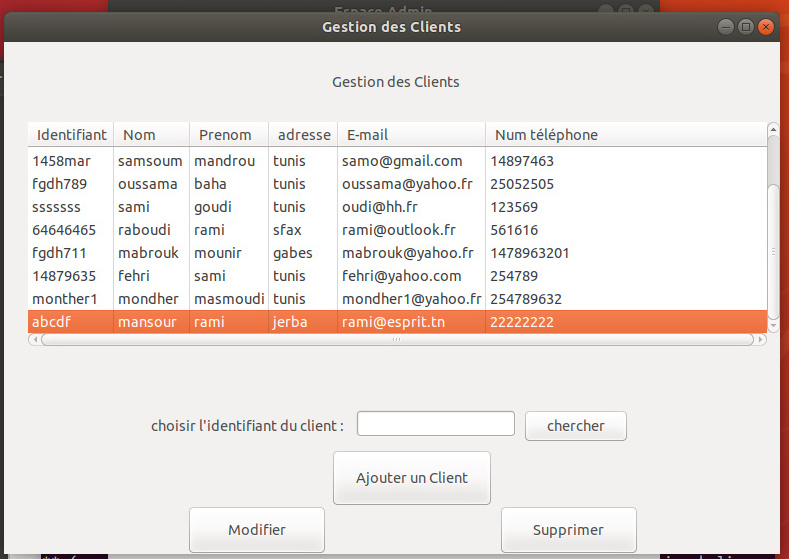 Espace Admin
Gestion des Clients
Gestion des Clients
Identifiant Nom Prenom adresse E-mail Num téléphone
1458mar samsoum mandrou tunis samo@gmail.com 14897463
fgdh789 oussama baha tunis oussama@yahoo.fr 25052505
sssssss sami goudi tunis oudi@hh.fr 123569
64646465 raboudi rami sfax rami@outlook.fr 561616
fgdh711 mabrouk mounir gabes mabrouk@yahoo.fr 1478963201
14879635 fehri sami tunis fehri@yahoo.com 254789
monther1 mondher masmoudi tunis mondher1@yahoo.fr 254789632
abcdf mansour rami jerba rami@esprit.tn 22222222
choisir l'identifiant du client : chercher
Ajouter un Client
Modifier Supprimer